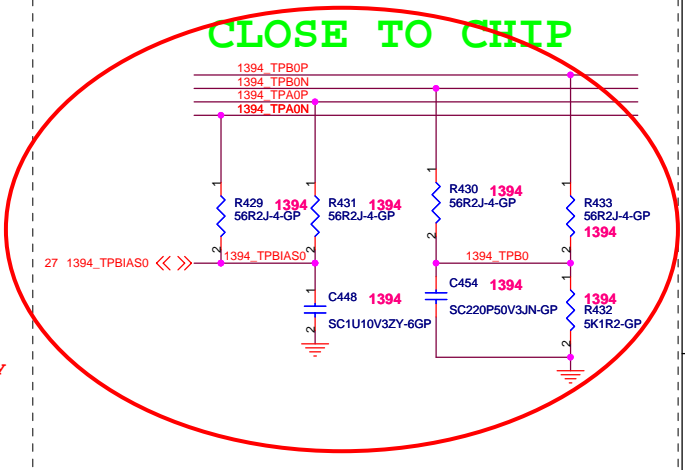 CLOSE TO CHIP
1394_TPB0P
1394_TPB0N
1394_TPA0P
1394_TPA0N
1 1 1 1
R429 1394 R431 1394 R430 1394 R433
56R2J-4-GP 56R2J-4-GP 56R2J-4-GP 56R2J-4-GP
1394
2 2 2 2
27 1394_TPBIAS0 1394_TPBIAS0 1394_TPB0
1 C448 1394
2 SC1U10V3ZY-6GP
C454 1394
SC220P50V3JN-GP
1 1394
R432
2 5K1R2-GP
Y